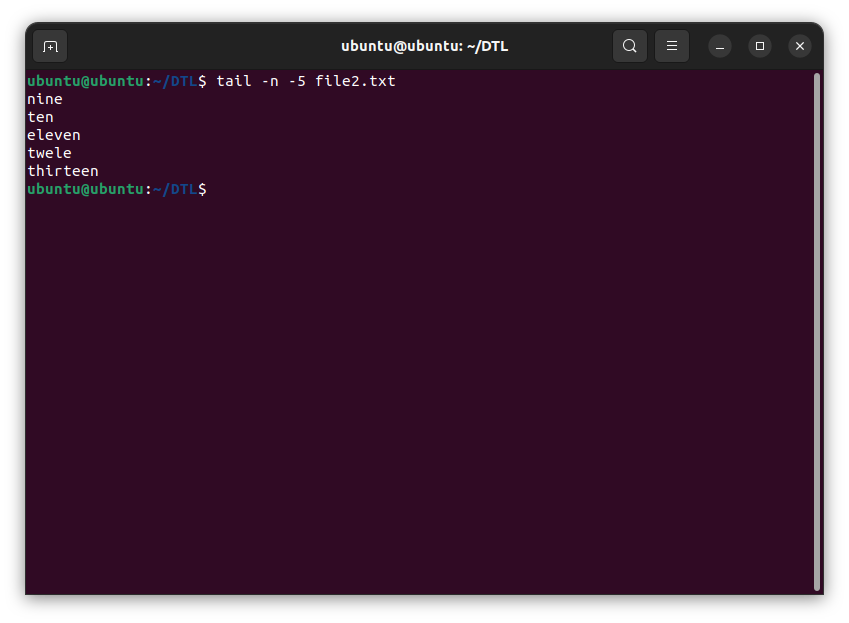 ubuntu@ubuntu: ~/DTL
ubuntu@ubuntu:~/DTL$ tail -n -5 file2.txt
nine
ten
eleven
twele
thirteen
ubuntu@ubuntu:~/DTL$